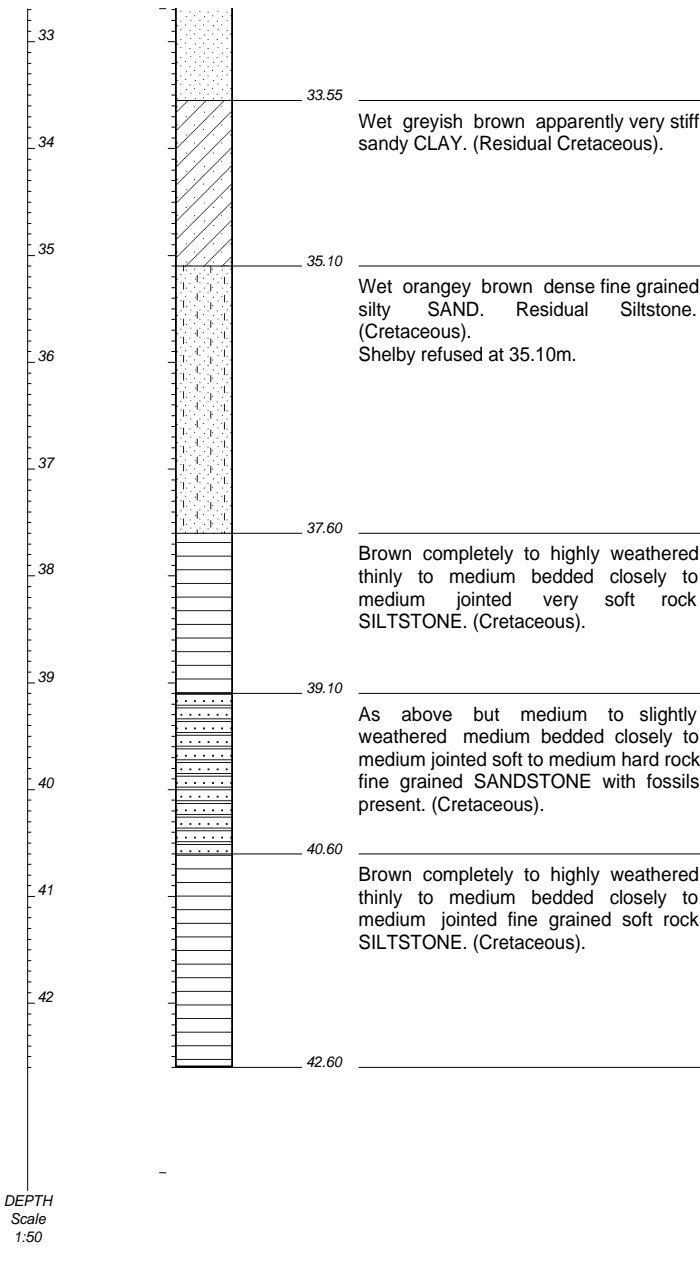 33
33.55
Wet greyish brown apparently very stiff
sandy CLAY. (Residual Cretaceous).
34
35
35.10
Wet orangey brown dense fine grained
silty SAND. Residual Siltstone.
(Cretaceous).
Shelby refused at 35.10m.
36
37
37.60
Brown completely to highly weathered
thinly to medium bedded closely to
medium jointed very soft rock
SILTSTONE. (Cretaceous).
38
39
39.10
As above but medium to slightly
weathered medium bedded closely to
medium jointed soft to medium hard rock
fine grained SANDSTONE with fossils
present. (Cretaceous).
40
40.60
Brown completely to highly weathered
thinly to medium bedded closely to
medium jointed fine grained soft rock
SILTSTONE. (Cretaceous).
41
42
42.60
DEPTH
Scale
1:50